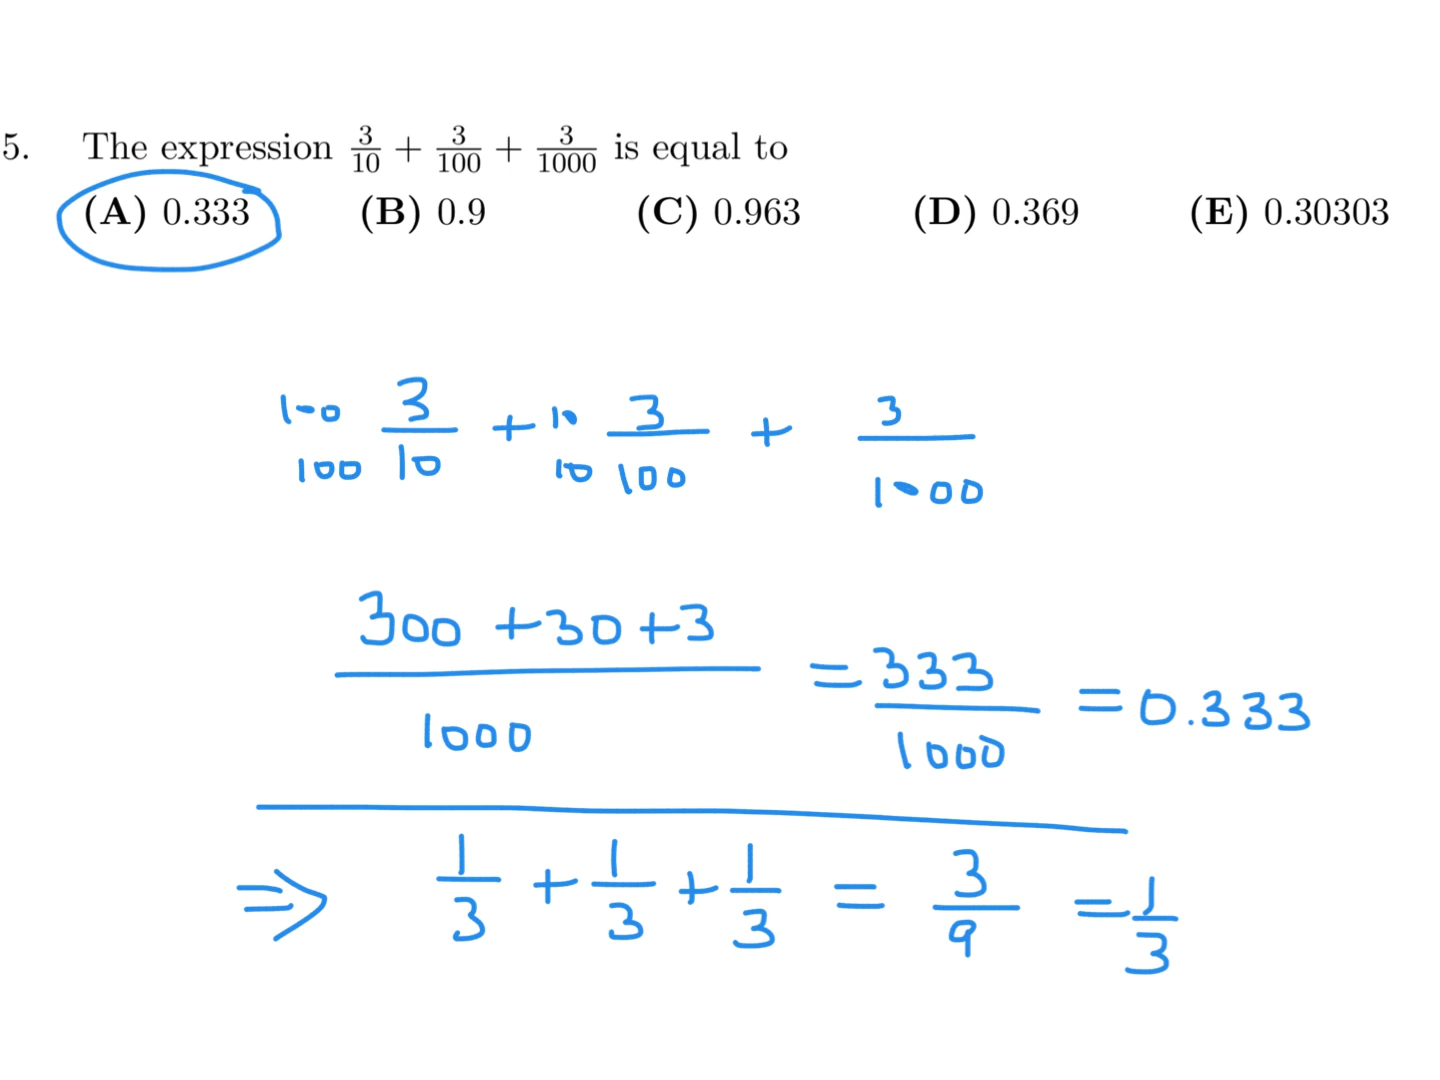 5. The expression 3/10 + 3/100 + 3/1000 is equal to
(A) 0.333 (B) 0.9 (C) 0.963 (D) 0.369 (E) 0.30303
100/100 3/10 + 10/10 3/100 + 3/1000
300 + 30 + 3/1000 = 333/1000 = 0.333
⇒ 1/3 + 1/3 + 1/3 = 3/9 = 1/3